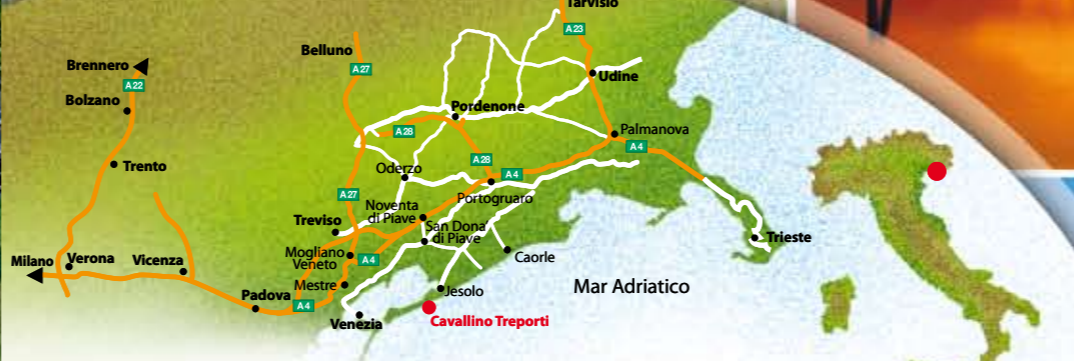 Tarvisio
A23
Belluno
Brennero
A27
A22
Udine
Bolzano
Pordenone
A28
Palmanova
A4
Trento
Oderzo
A28
A4
A27
Portogruaro
Noventa
di Piave
Treviso
San Dona'
di Piave
Trieste
Mogliano
Veneto
A4
Caorle
Milano
Verona
Vicenza
Mestre
Jesolo
Mar Adriatico
Padova
A4
Venezia
Cavallino Treporti